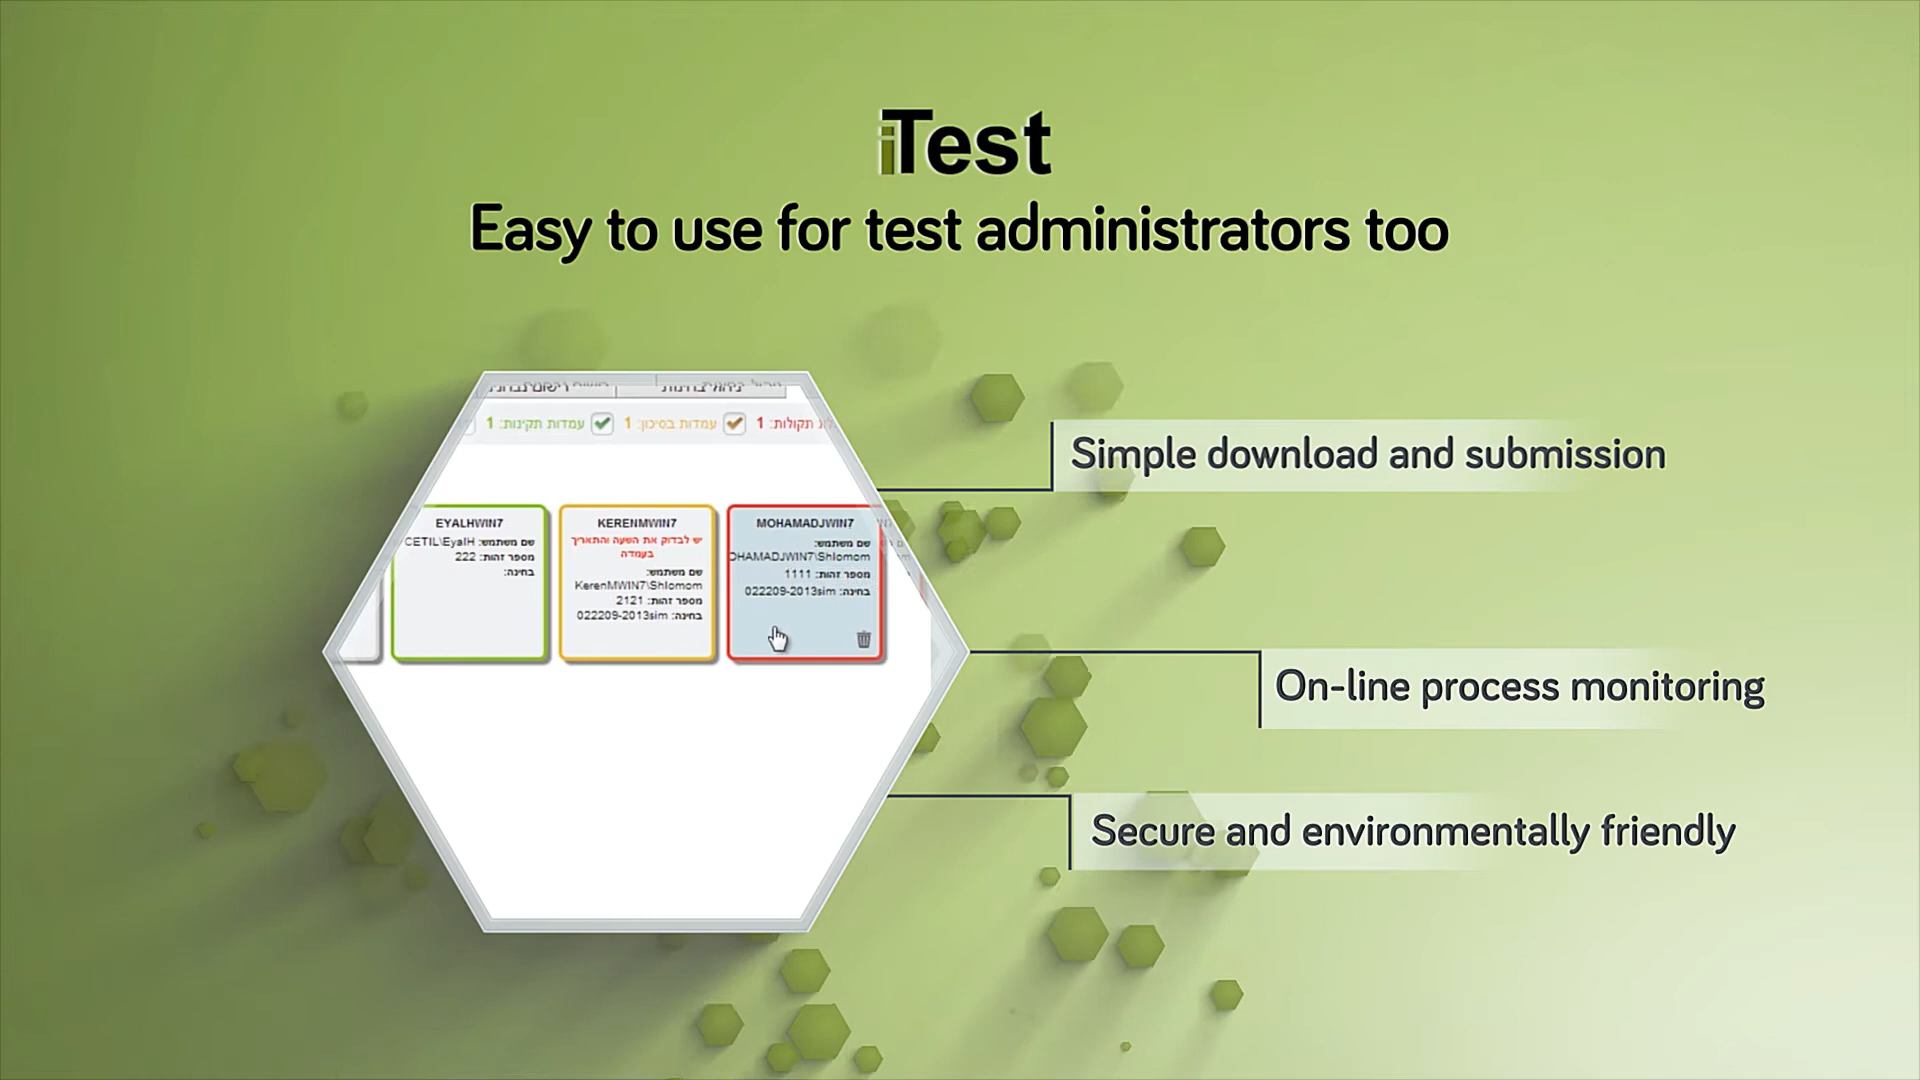 iTest
Easy to use for test administrators too
עמדות תקינות: 1
עמדות בסיכון: 1
תקולות: 1
EYALHWIN7
שם משתמש: CETIL\EyalH
מספר זהות: 222
בחינה:
KERENMWIN7
יש לבדוק את השעה והתאריך
בעמדה
שם משתמש:
KerenMWIN7\Shlomom
מספר זהות: 2121
בחינה: 022209-2013sim
MOHAMADJWIN7
שם משתמש:
OHAMADJWIN7\Shlomom
מספר זהות: 1111
בחינה: 022209-2013sim
Simple download and submission
On-line process monitoring
Secure and environmentally friendly